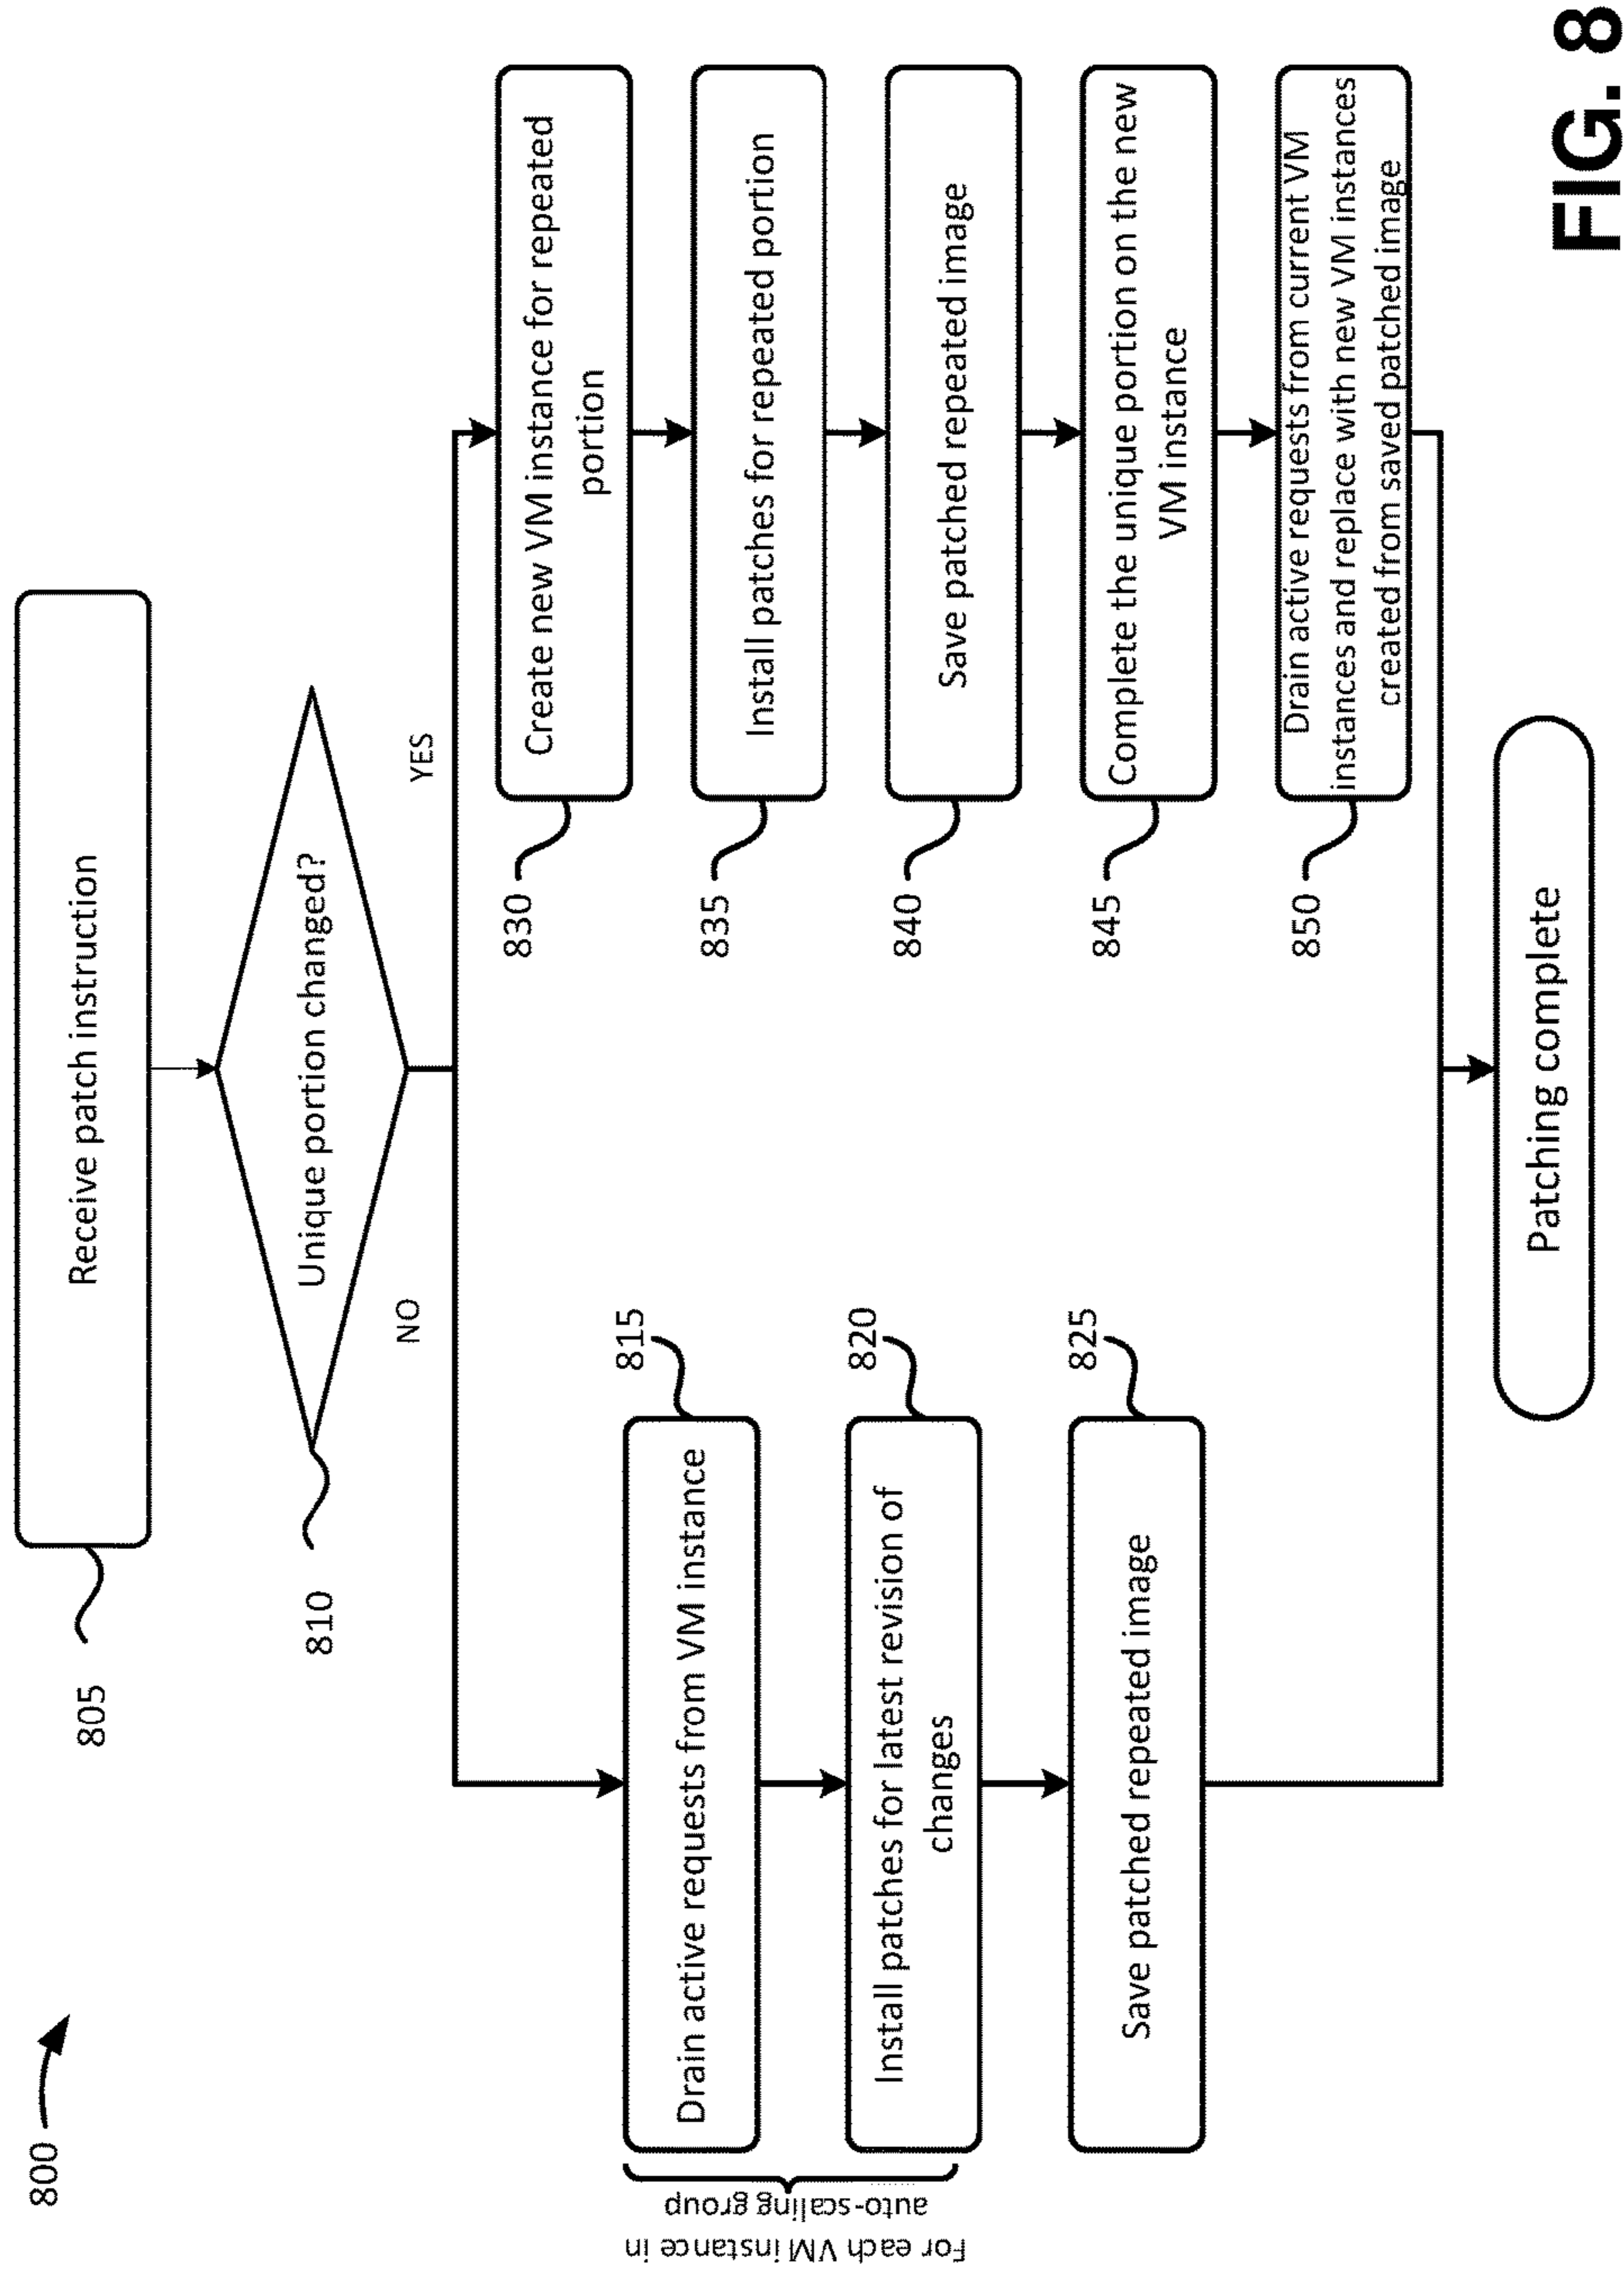 800
Receive patch instruction
805
Unique portion changed?
810
NO
YES
For each VM instance in
auto-scaling group
Drain active requests from VM instance
815
Install patches for latest revision of
changes
820
Save patched repeated image
825
Create new VM instance for repeated
portion
830
Install patches for repeated portion
835
Save patched repeated image
840
Complete the unique portion on the new
VM instance
845
Drain active requests from current VM
instances and replace with new VM instances
created from saved patched image
850
Patching complete
FIG. 8